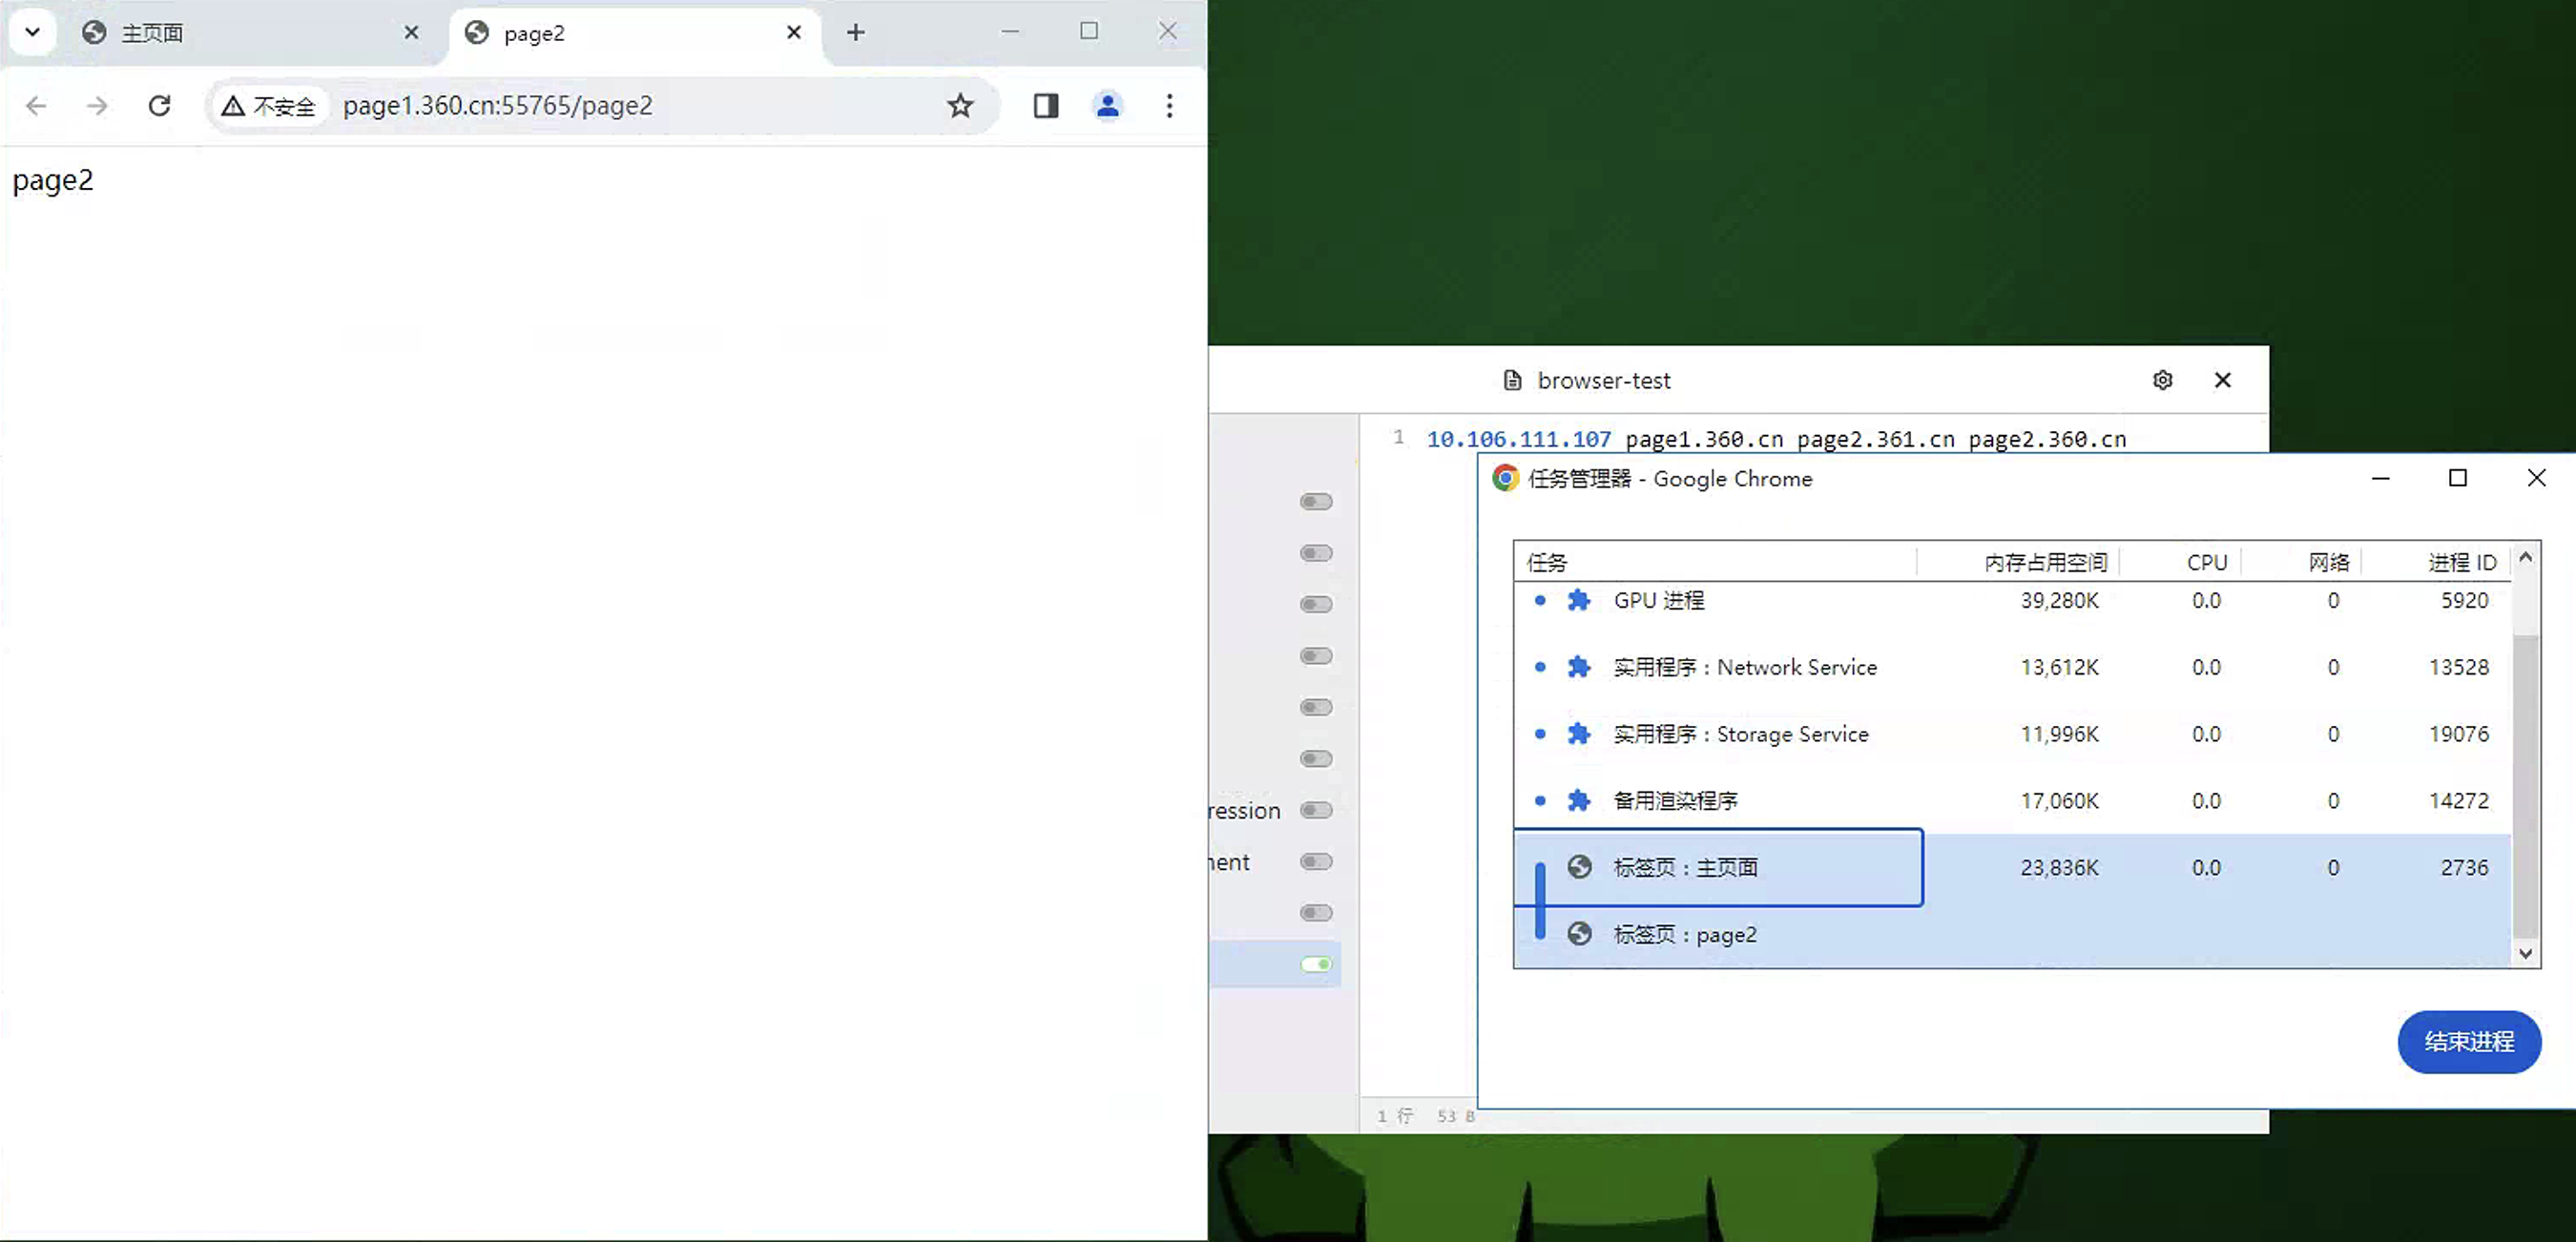 主页面
page2
不安全
page1.360.cn:55765/page2
page2
browser-test
1 10.106.111.107 page1.360.cn page2.361.cn page2.360.cn
ression
nent
1 行 53 B
任务管理器 - Google Chrome
任务 内存占用空间 CPU 网络 进程 ID
GPU 进程 39,280K 0.0 0 5920
实用程序：Network Service 13,612K 0.0 0 13528
实用程序：Storage Service 11,996K 0.0 0 19076
备用渲染程序 17,060K 0.0 0 14272
标签页：主页面 23,836K 0.0 0 2736
标签页：page2
结束进程